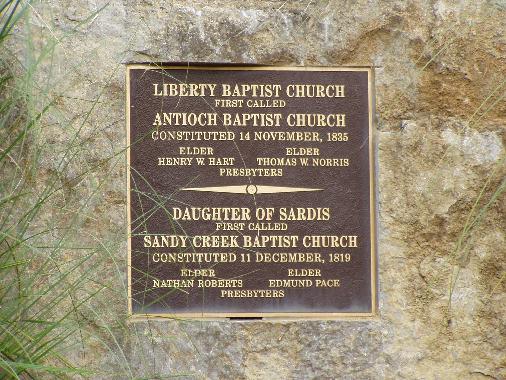 LIBERTY BAPTIST CHURCH
FIRST CALLED
ANTIOCH BAPTIST CHURCH
CONSTITUTED 14 NOVEMBER, 1835
ELDER ELDER
HENRY W. HART THOMAS W. NORRIS
PRESBYTERS
DAUGHTER OF SARDIS
FIRST CALLED
SANDY CREEK BAPTIST CHURCH
CONSTITUTED 11 DECEMBER, 1819
ELDER ELDER
NATHAN ROBERTS EDMUND PACE
PRESBYTERS